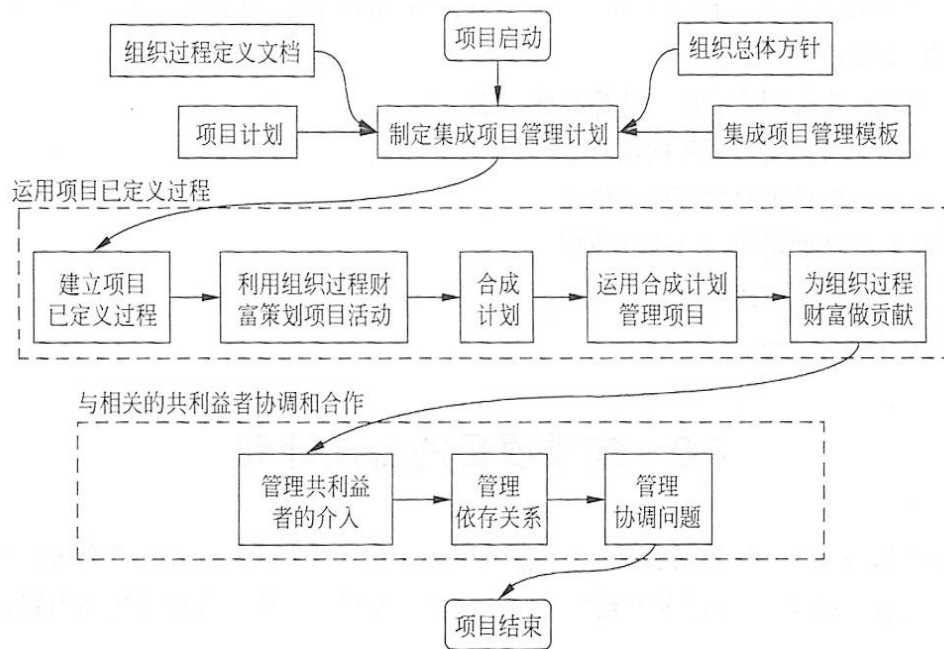 项目启动
组织过程定义文档
组织总体方针
项目计划
制定集成项目管理计划
集成项目管理模板
运用项目已定义过程
建立项目
已定义过程
利用组织过程财
富策划项目活动
合成
计划
运用合成计划
管理项目
为组织过程
财富做贡献
与相关的共利益者协调和合作
管理共利益
者的介入
管理
依存关系
管理
协调问题
项目结束